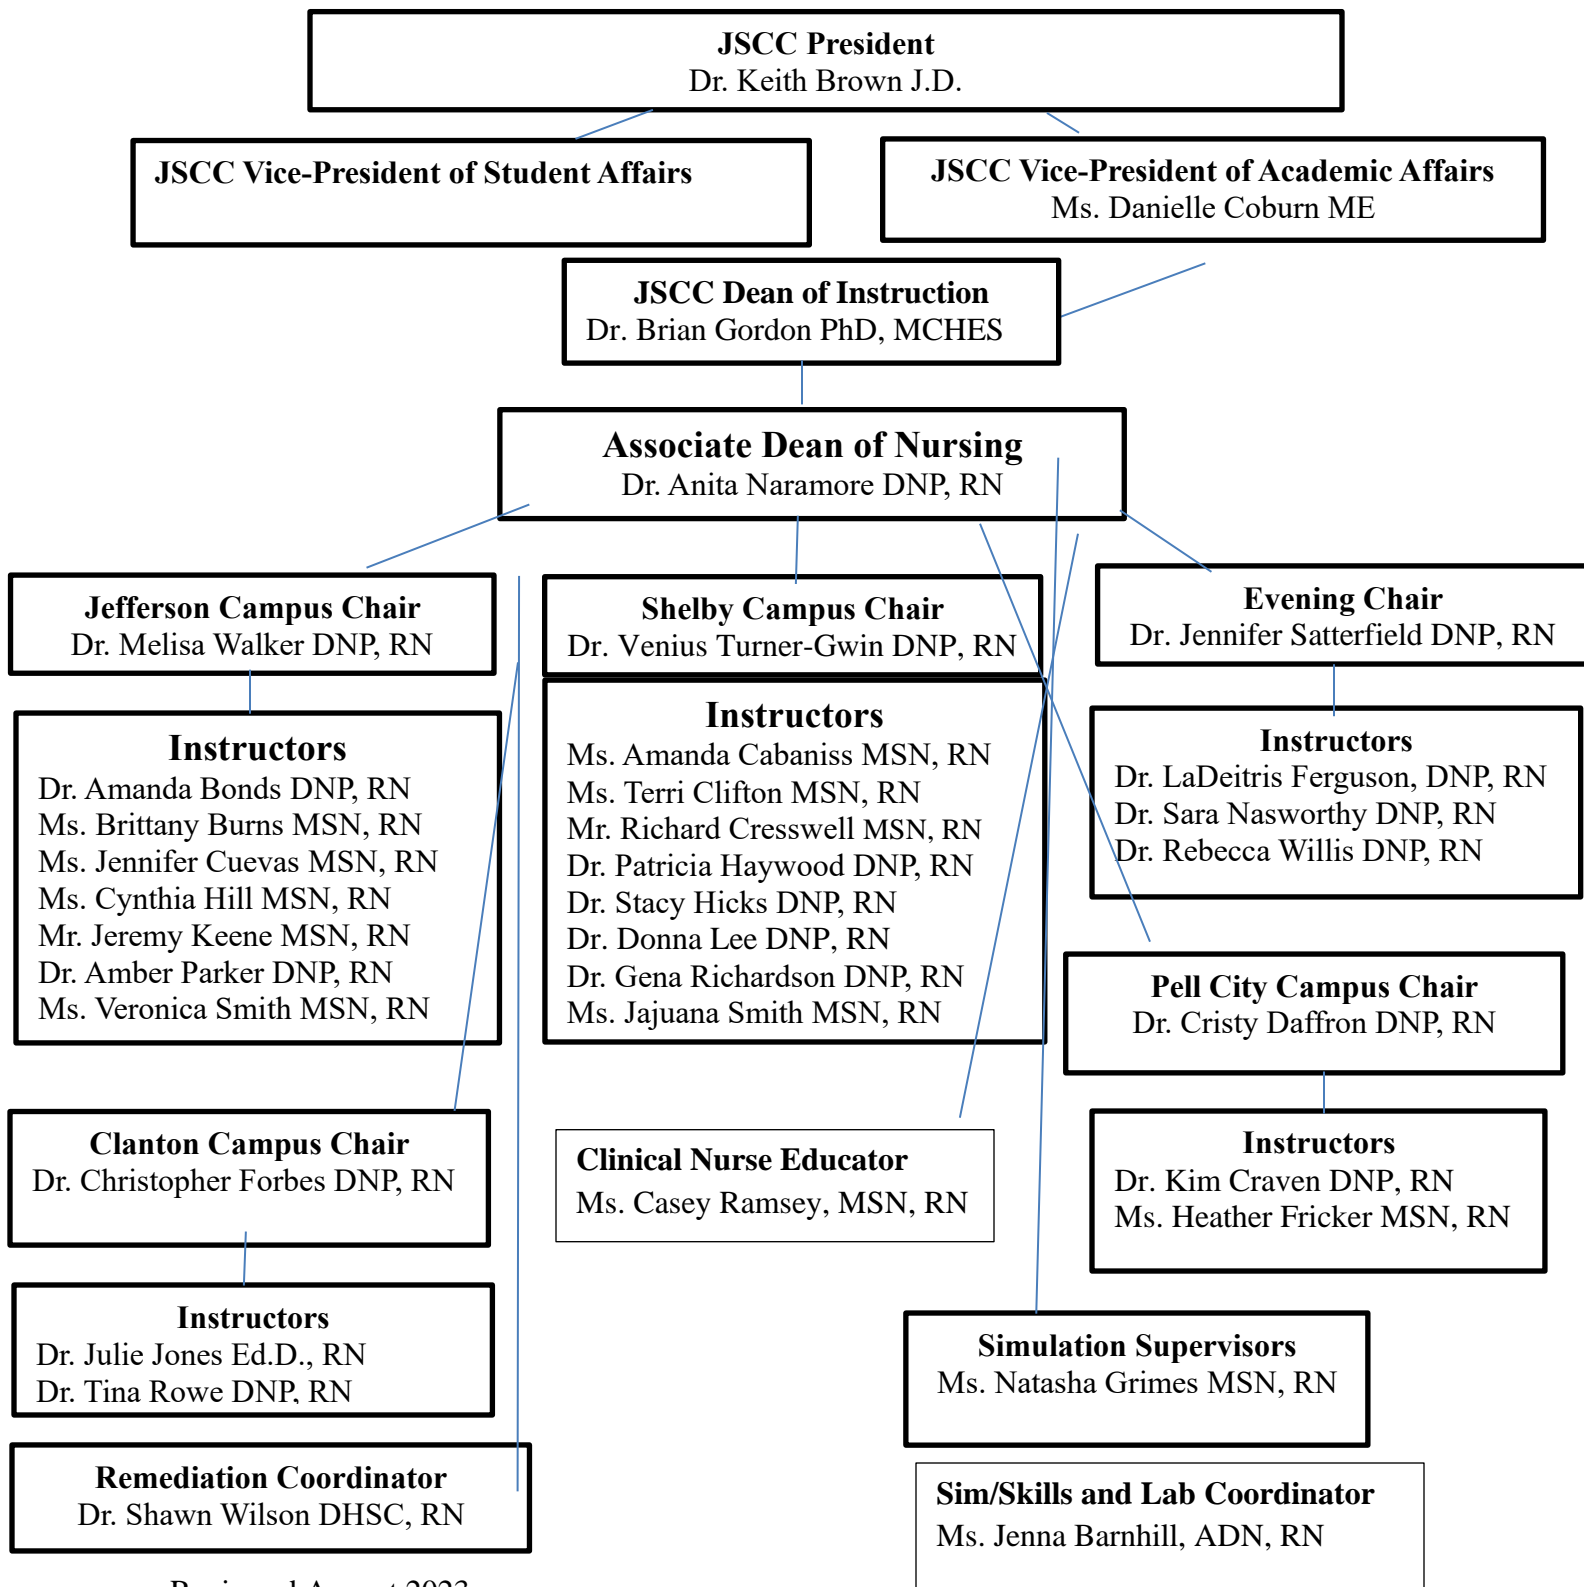 JSCC President
Dr. Keith Brown J.D.
JSCC Vice-President of Student Affairs
JSCC Vice-President of Academic Affairs
Ms. Danielle Coburn ME
JSCC Dean of Instruction
Dr. Brian Gordon PhD, MCHES
Associate Dean of Nursing
Dr. Anita Naramore DNP, RN
Jefferson Campus Chair
Dr. Melisa Walker DNP, RN
Shelby Campus Chair
Dr. Venius Turner-Gwin DNP, RN
Evening Chair
Dr. Jennifer Satterfield DNP, RN
Instructors
Dr. Amanda Bonds DNP, RN
Ms. Brittany Burns MSN, RN
Ms. Jennifer Cuevas MSN, RN
Ms. Cynthia Hill MSN, RN
Mr. Jeremy Keene MSN, RN
Dr. Amber Parker DNP, RN
Ms. Veronica Smith MSN, RN
Instructors
Ms. Amanda Cabaniss MSN, RN
Ms. Terri Clifton MSN, RN
Mr. Richard Cresswell MSN, RN
Dr. Patricia Haywood DNP, RN
Dr. Stacy Hicks DNP, RN
Dr. Donna Lee DNP, RN
Dr. Gena Richardson DNP, RN
Ms. Jajuana Smith MSN, RN
Instructors
Dr. LaDeitris Ferguson, DNP, RN
Dr. Sara Nasworthy DNP, RN
Dr. Rebecca Willis DNP, RN
Pell City Campus Chair
Dr. Cristy Daffron DNP, RN
Clanton Campus Chair
Dr. Christopher Forbes DNP, RN
Clinical Nurse Educator
Ms. Casey Ramsey, MSN, RN
Instructors
Dr. Kim Craven DNP, RN
Ms. Heather Fricker MSN, RN
Instructors
Dr. Julie Jones Ed.D., RN
Dr. Tina Rowe DNP, RN
Simulation Supervisors
Ms. Natasha Grimes MSN, RN
Remediation Coordinator
Dr. Shawn Wilson DHSC, RN
Sim/Skills and Lab Coordinator
Ms. Jenna Barnhill, ADN, RN
August 2023